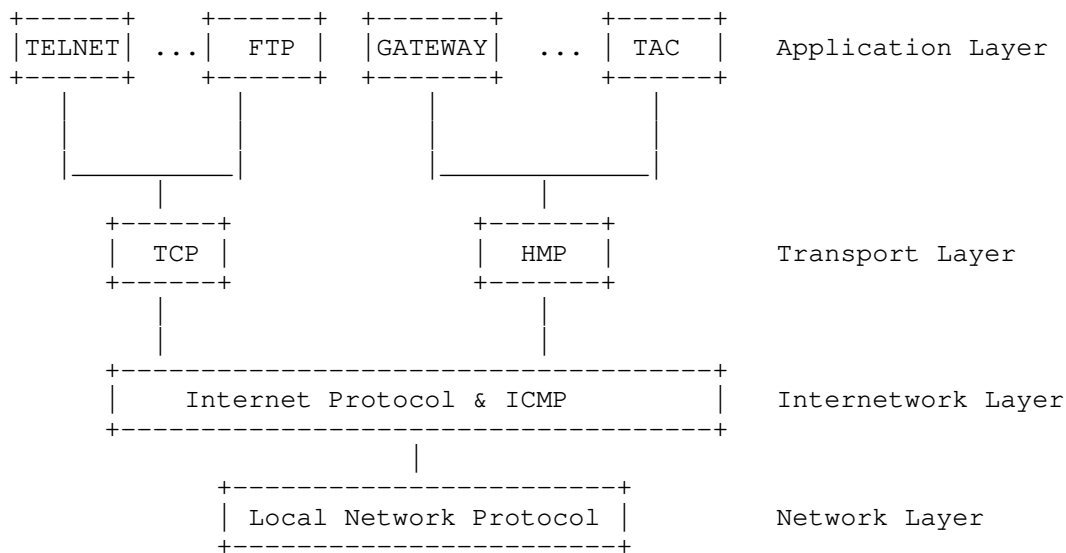 TELNET ... FTP GATEWAY ... TAC Application Layer
TCP HMP Transport Layer
Internet Protocol & ICMP Internetwork Layer
Local Network Protocol Network Layer